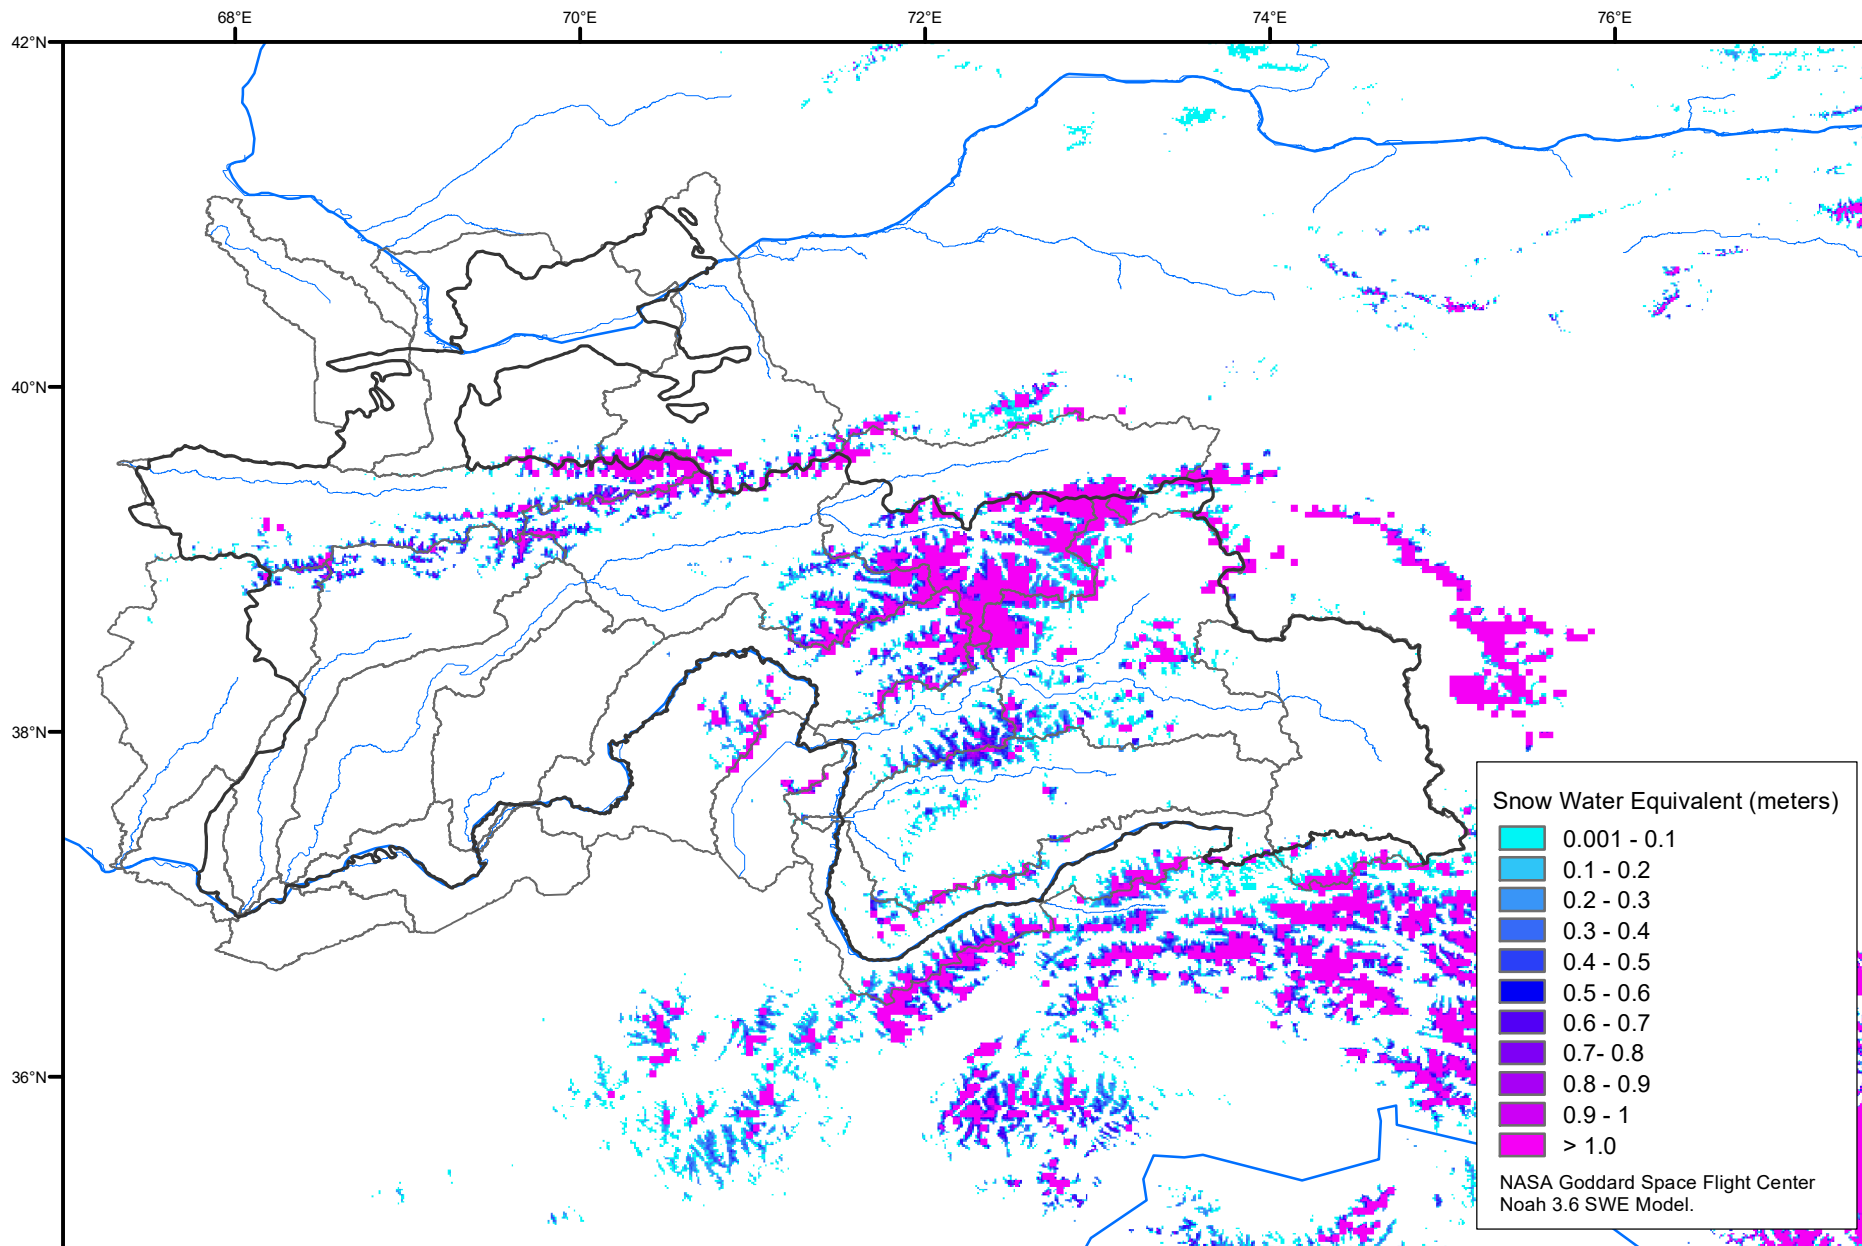 68°E
70°E
72°E
74°E
76°E
42°N
40°N
38°N
36°N
Snow Water Equivalent (meters)
0.001 - 0.1
0.1 - 0.2
0.2 - 0.3
0.3 - 0.4
0.4 - 0.5
0.5 - 0.6
0.6 - 0.7
0.7- 0.8
0.8 - 0.9
0.9 - 1
> 1.0
NASA Goddard Space Flight Center
Noah 3.6 SWE Model.